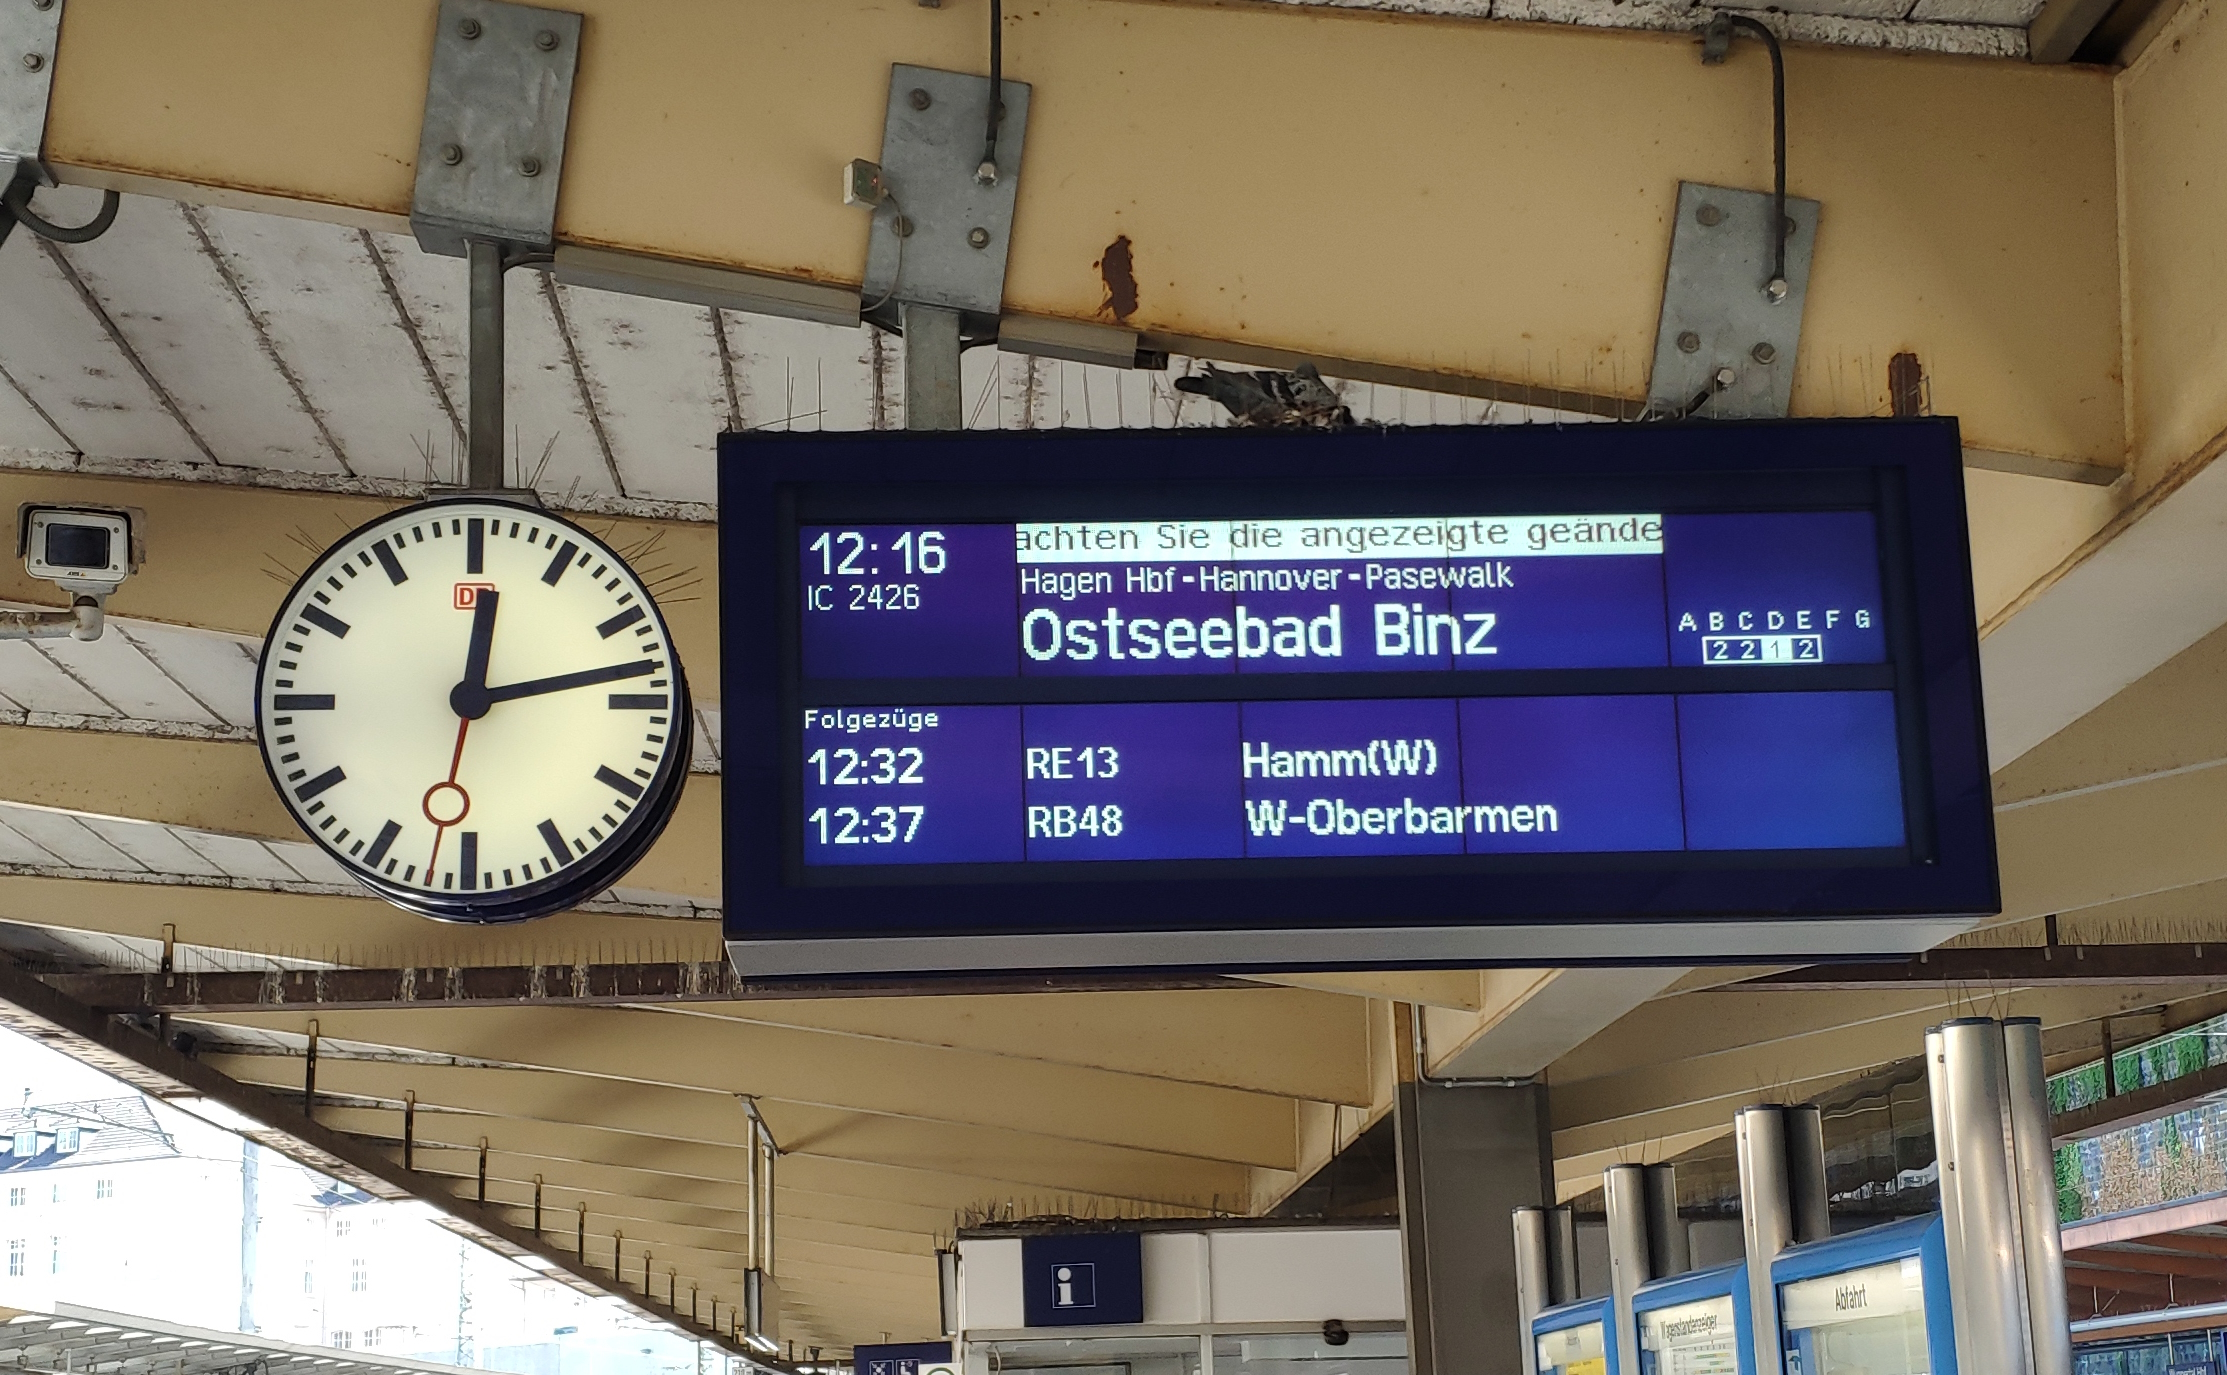 DB
12:16
achten Sie die angezeigte geände
IC 2426
Hagen Hbf-Hannover-Pasewalk
Ostseebad Binz
A B C D E F G
2 2 1 2
Folgezüge
12:32 RE13 Hamm(W)
12:37 RB48 W-Oberbarmen
i
Wagenstandanzeiger
Abfahrt